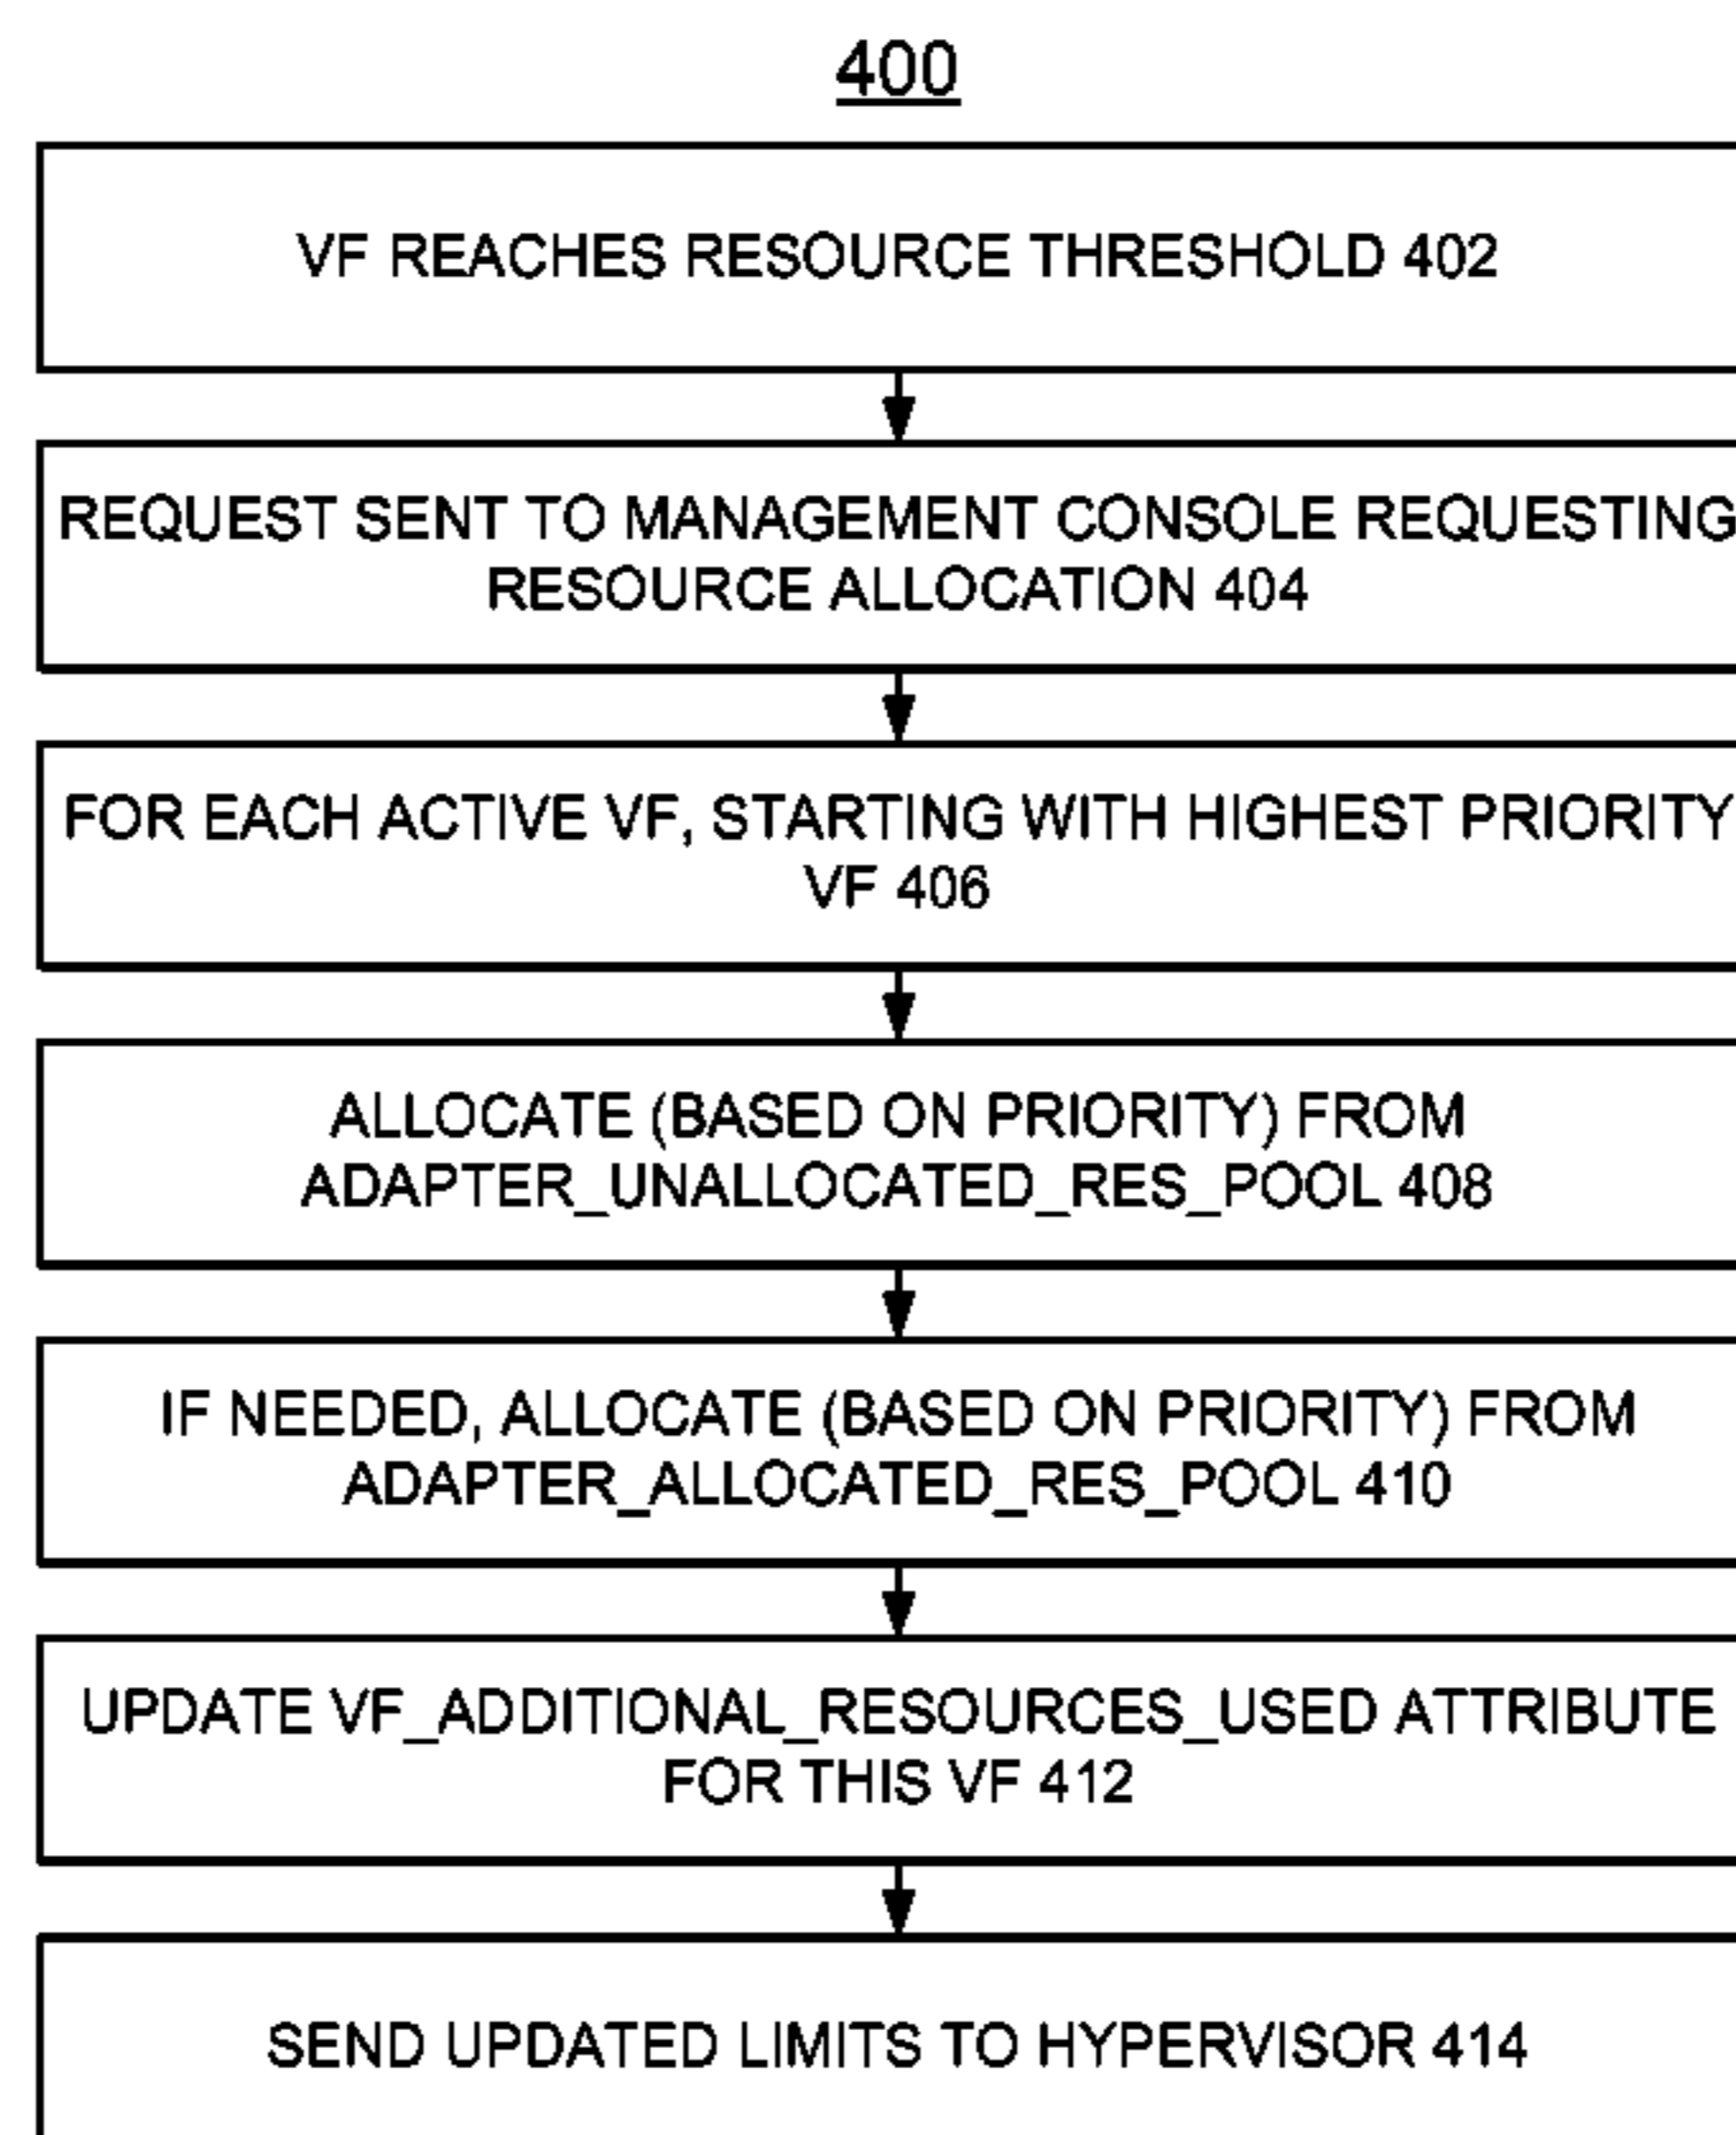 400
VF REACHES RESOURCE THRESHOLD 402
REQUEST SENT TO MANAGEMENT CONSOLE REQUESTING
RESOURCE ALLOCATION 404
FOR EACH ACTIVE VF, STARTING WITH HIGHEST PRIORITY
VF 406
ALLOCATE (BASED ON PRIORITY) FROM
ADAPTER_UNALLOCATED_RES_POOL 408
IF NEEDED, ALLOCATE (BASED ON PRIORITY) FROM
ADAPTER_ALLOCATED_RES_POOL 410
UPDATE VF_ADDITIONAL_RESOURCES_USED ATTRIBUTE
FOR THIS VF 412
SEND UPDATED LIMITS TO HYPERVISOR 414